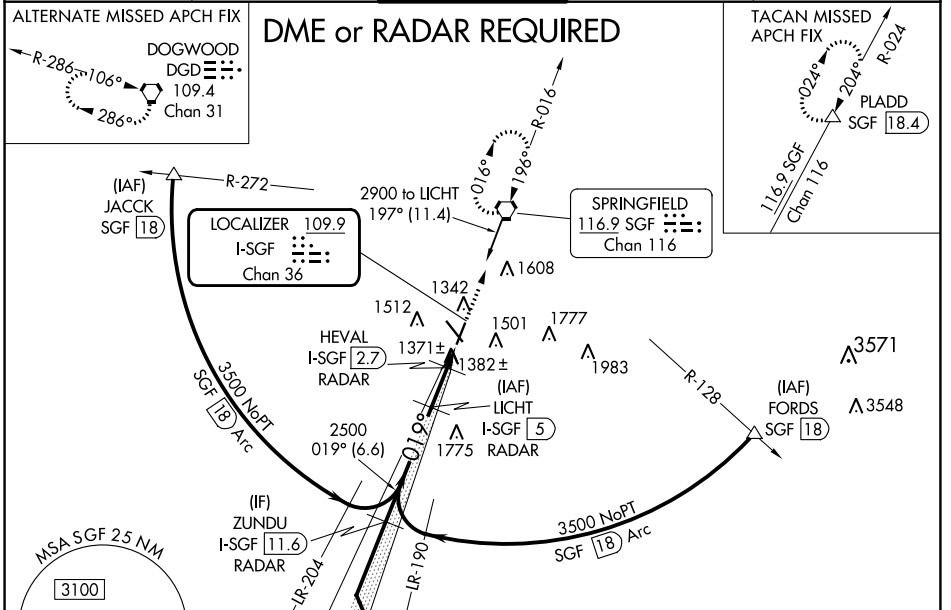 ALTERNATE MISSED APCH FIX
DOGWOOD
DGD
109.4
Chan 31
R-286
106°
286°
DME or RADAR REQUIRED
TACAN MISSED
APCH FIX
R-024
024°
204°
PLADD
SGF 18.4
116.9 SGF
Chan 116
(IAF)
JACCK
SGF 18
R-272
R-016
016°
196°
2900 to LICHT
197° (11.4)
LOCALIZER 109.9
I-SGF
Chan 36
SPRINGFIELD
116.9 SGF
Chan 116
1608
1342
1512
1501
1777
1983
3571
3548
HEVAL
I-SGF 2.7
RADAR
1371±
1382±
(IAF)
LICHT
I-SGF 5
RADAR
1775
R-128
(IAF)
FORDS
SGF 18
3500 NoPT
SGF 18 Arc
2500
019° (6.6)
019°
(IF)
ZUNDU
I-SGF 11.6
RADAR
LR-204
LR-190
3500 NoPT
SGF 18 Arc
MSA SGF 25 NM
3100